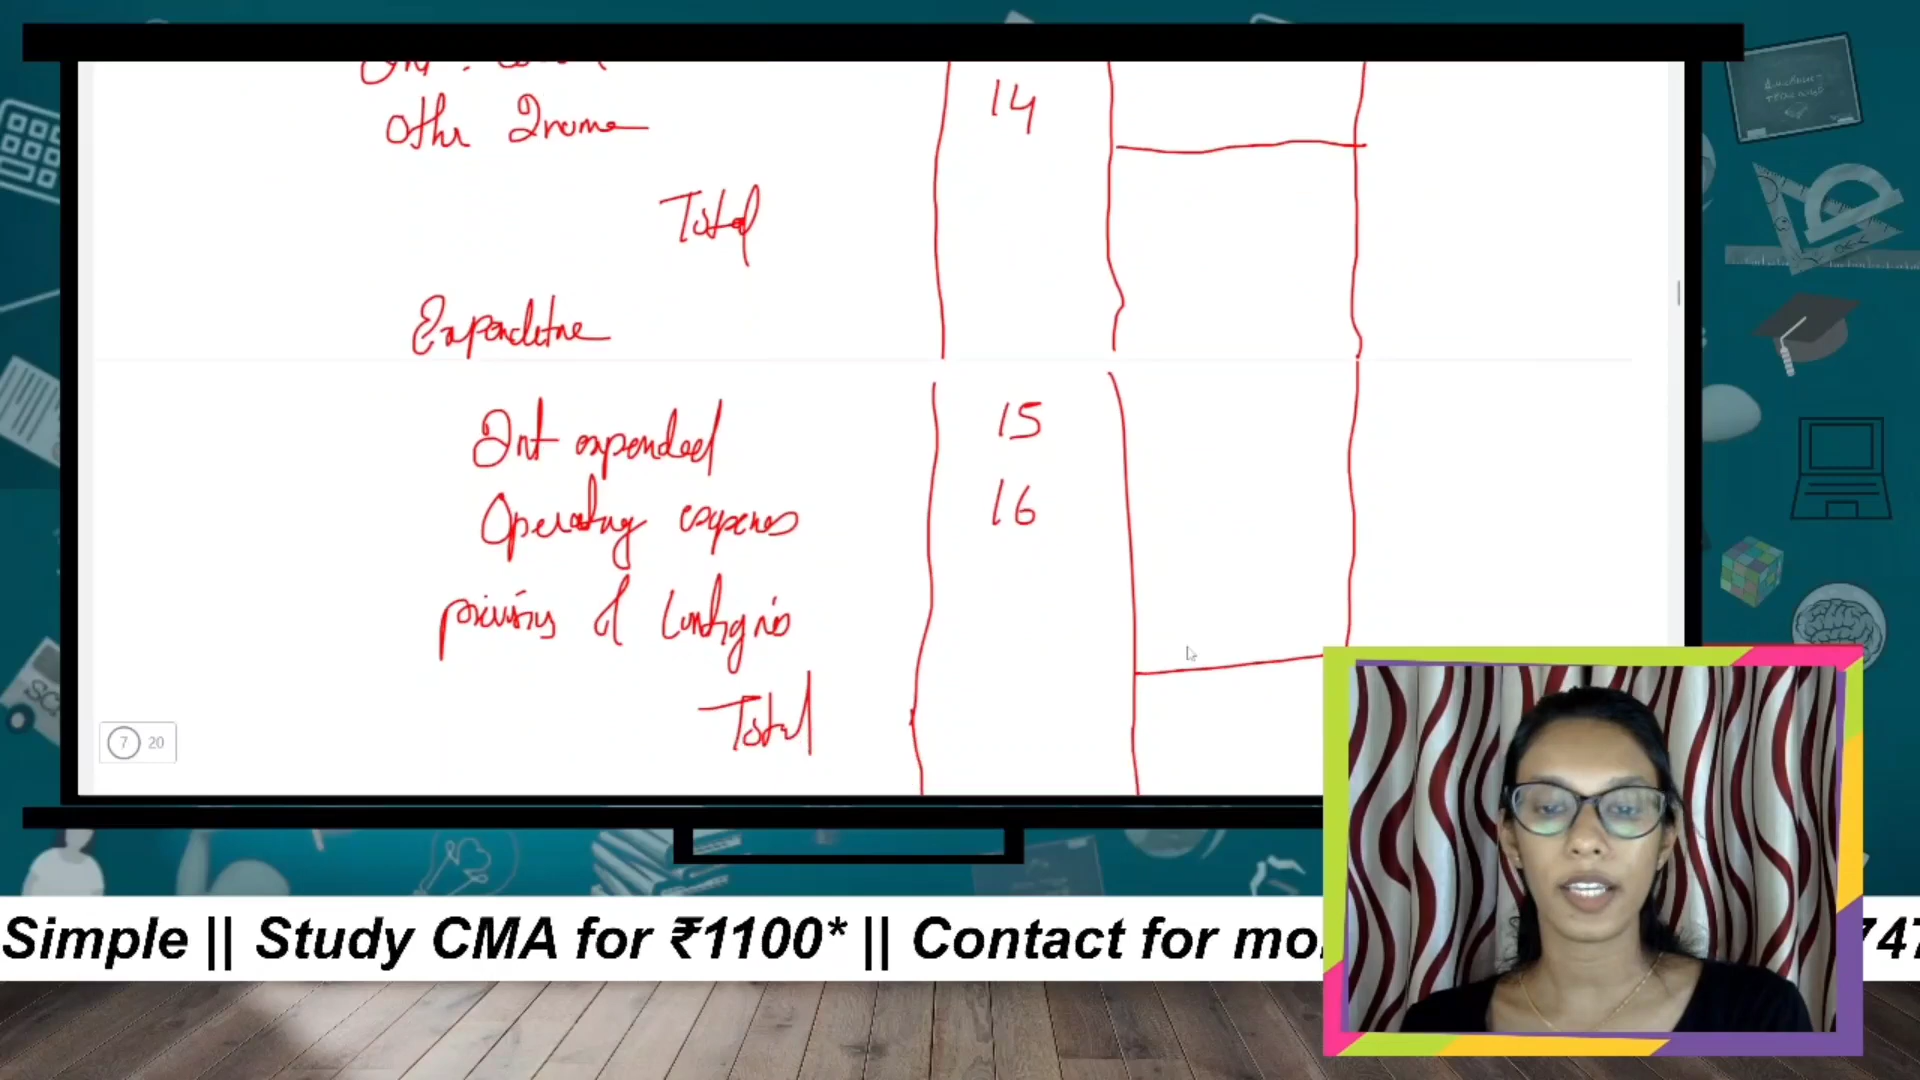 Other Income
14
Total
Expenditure
Int expended
15
Operating expenses
16
provisions & Contingencies
Total
7 20
Simple || Study CMA for ₹1100* || Contact for mo
747